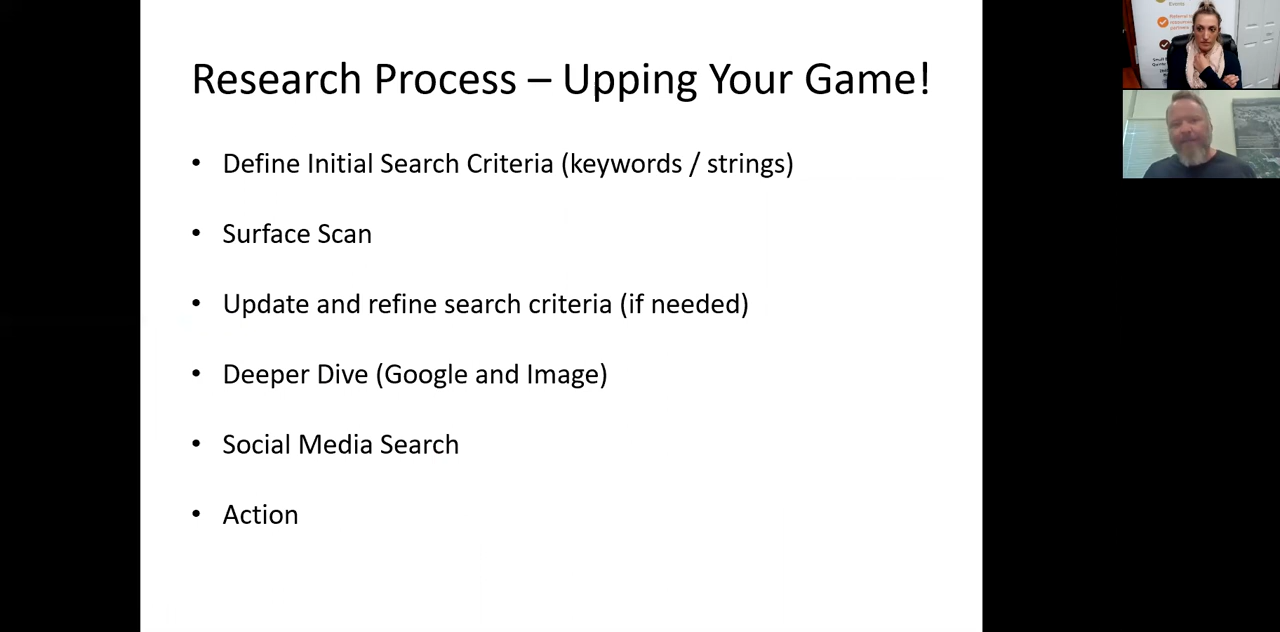 Research Process – Upping Your Game!
• Define Initial Search Criteria (keywords / strings)
• Surface Scan
• Update and refine search criteria (if needed)
• Deeper Dive (Google and Image)
• Social Media Search
• Action
Events